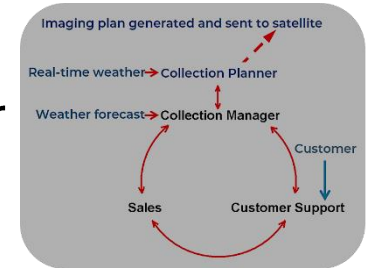 Imaging plan generated and sent to satellite
Real-time weather Collection Planner
Weather forecast Collection Manager
Customer
Sales Customer Support